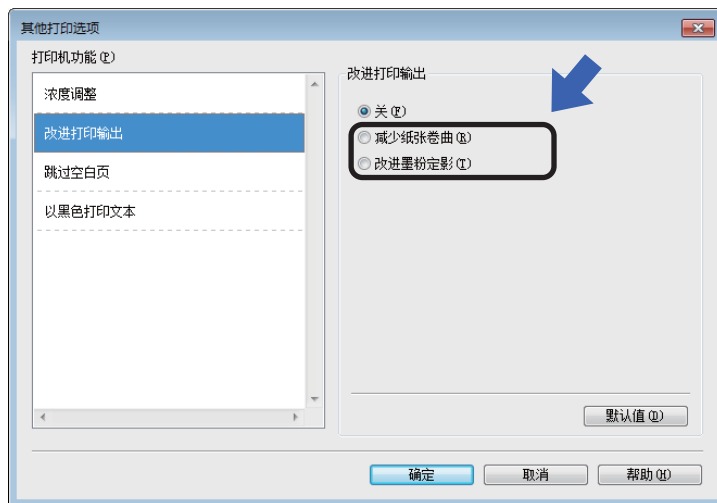 其他打印选项
打印机功能(P)
浓度调整
改进打印输出
跳过空白页
以黑色打印文本
改进打印输出
关(F)
减少纸张卷曲(R)
改进墨粉定影(T)
默认值(D)
确定
取消
帮助(H)